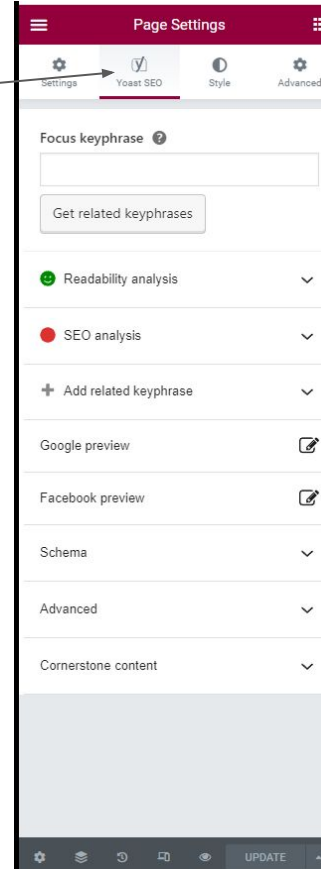 Page Settings
Settings
Yoast SEO
Style
Advanced
Focus keyphrase
Get related keyphrases
Readability analysis
SEO analysis
Add related keyphrase
Google preview
Facebook preview
Schema
Advanced
Cornerstone content
UPDATE